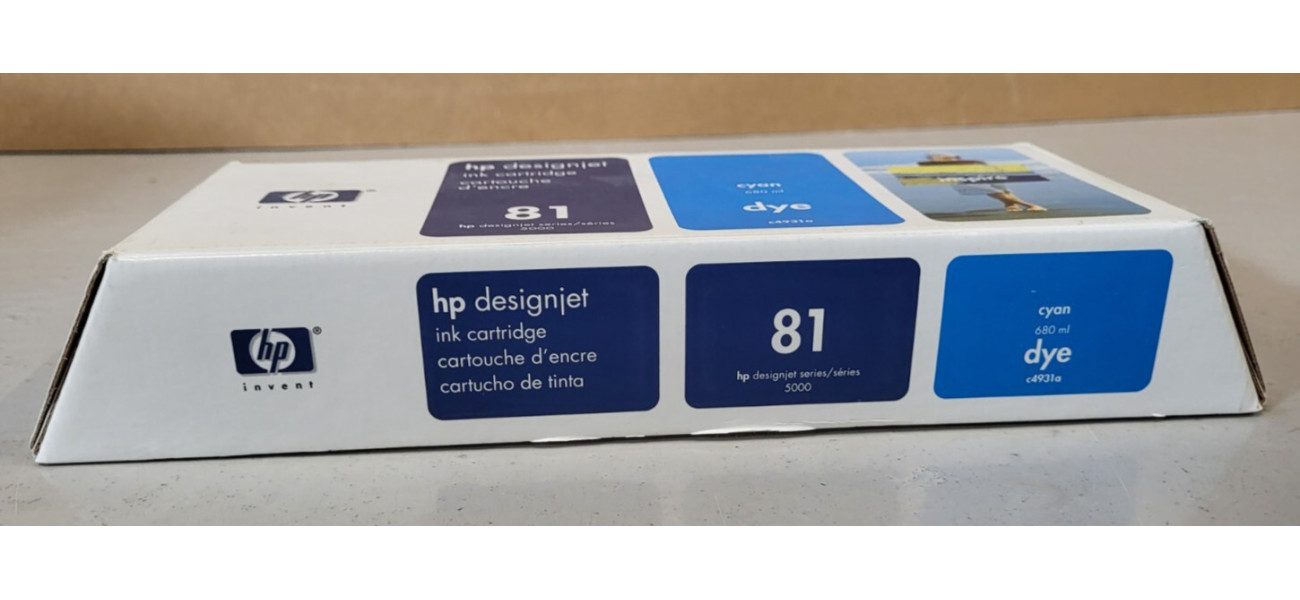 hp
invent
hp designjet
ink cartridge
cartouche
d'encre
81
hp designjet series/séries
5000
cyan
680 ml
dye
c4931a
inspire
hp®
invent
hp designjet
ink cartridge
cartouche d'encre
cartucho de tinta
81
hp designjet series/séries
5000
cyan
680 ml
dye
c4931a